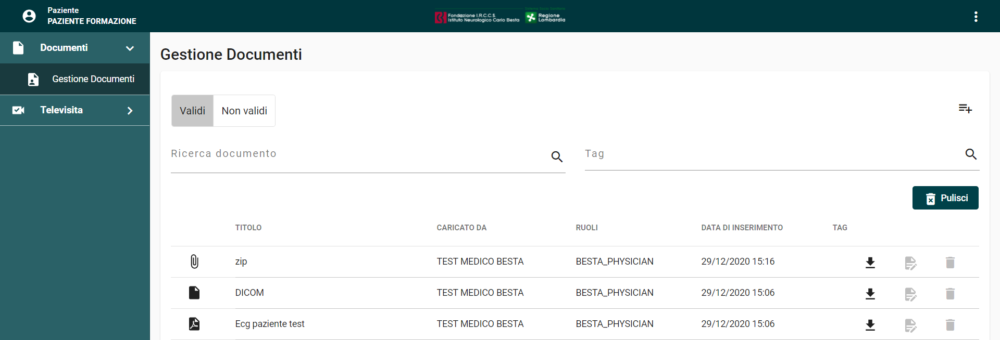 Paziente
PAZIENTE FORMAZIONE
Fondazione I.R.C.C.S.
Istituto Neurologico Carlo Besta
Regione
Lombardia
Documenti
Gestione Documenti
Televisita
Gestione Documenti
Validi Non validi
Ricerca documento Tag
Pulisci
TITOLO CARICATO DA RUOLI DATA DI INSERIMENTO TAG
zip TEST MEDICO BESTA BESTA_PHYSICIAN 29/12/2020 15:16
DICOM TEST MEDICO BESTA BESTA_PHYSICIAN 29/12/2020 15:06
Ecg paziente test TEST MEDICO BESTA BESTA_PHYSICIAN 29/12/2020 15:06